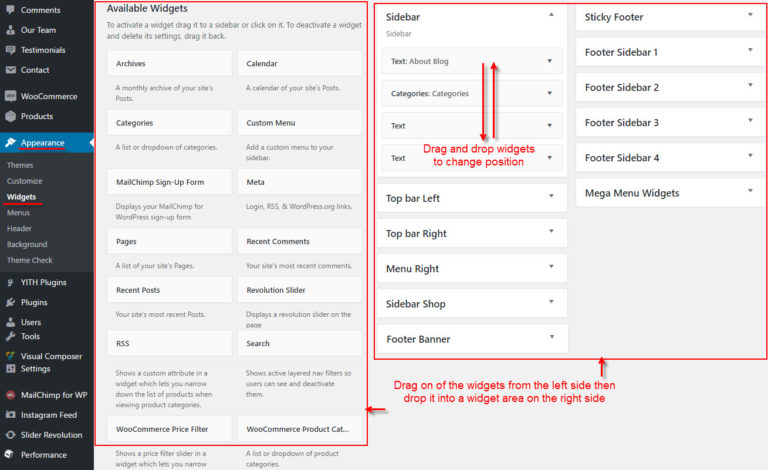 Comments
Our Team
Testimonials
Contact
WooCommerce
Products
Appearance
Themes
Customize
Widgets
Menus
Header
Background
Theme Check
YITH Plugins
Plugins
Users
Tools
Visual Composer
Settings
MailChimp for WP
Instagram Feed
Slider Revolution
Performance
Available Widgets
To activate a widget drag it to a sidebar or click on it. To deactivate a widget
and delete its settings, drag it back.
Archives
A monthly archive of your site's
Posts.
Calendar
A calendar of your site's Posts.
Categories
A list or dropdown of categories.
Custom Menu
Add a custom menu to your
sidebar.
MailChimp Sign-Up Form
Displays your MailChimp for
WordPress sign-up form
Meta
Login, RSS, & WordPress.org links.
Pages
A list of your site's Pages.
Recent Comments
Your site's most recent comments.
Recent Posts
Your site's most recent Posts.
Revolution Slider
Displays a revolution slider on the
page
RSS
Shows a custom attribute in a
widget which lets you narrow
down the list of products when
viewing product categories.
Search
Shows active layered nav filters so
users can see and deactivate
them.
WooCommerce Price Filter
Shows a price filter slider in a
widget which lets you narrow
WooCommerce Product Cat...
A list or dropdown of product
categories.
Sidebar
Sidebar
Text: About Blog
Categories: Categories
Text
Text
Drag and drop widgets
to change position
Top bar Left
Top bar Right
Menu Right
Sidebar Shop
Footer Banner
Sticky Footer
Footer Sidebar 1
Footer Sidebar 2
Footer Sidebar 3
Footer Sidebar 4
Mega Menu Widgets
Drag on of the widgets from the left side then
drop it into a widget area on the right side